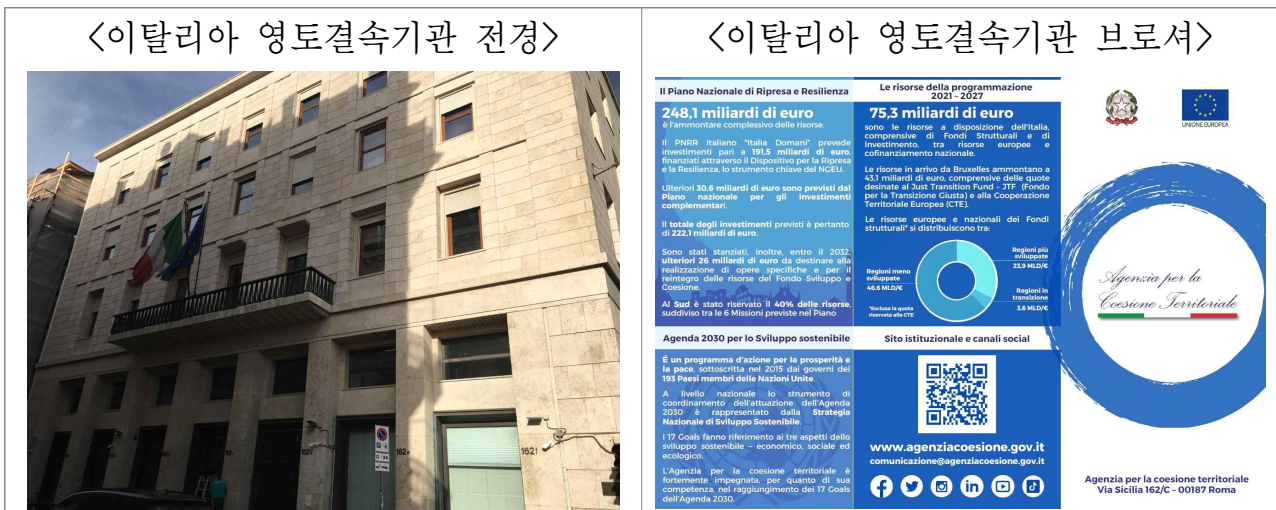 <이탈리아 영토결속기관 전경>
162D
162E
162F
0-24
<이탈리아 영토결속기관 브로셔>
Il Piano Nazionale di Ripresa e Resilienza
248,1 miliardi di euro
è l'ammontare complessivo delle risorse.
Il PNRR italiano "Italia Domani" prevede
investimenti pari a 191,5 miliardi di euro,
finanziati attraverso il Dispositivo per la Ripresa
e la Resilienza, lo strumento chiave del NGEU.
Ulteriori 30,6 miliardi di euro sono previsti dal
Piano nazionale per gli investimenti
complementari.
Il totale degli investimenti previsti è pertanto
di 222,1 miliardi di euro.
Sono stati stanziati, inoltre, entro il 2032,
ulteriori 26 miliardi di euro da destinare alla
realizzazione di opere specifiche e per il
reintegro delle risorse del Fondo Sviluppo e
Coesione.
Al Sud è stato riservato il 40% delle risorse,
suddiviso tra le 6 Missioni previste nel Piano
Le risorse della programmazione
2021 - 2027
75,3 miliardi di euro
sono le risorse a disposizione dell'Italia,
comprensive di Fondi Strutturali e di
Investimento, tra risorse europee e
cofinanziamento nazionale.
Le risorse in arrivo da Bruxelles ammontano a
43,1 miliardi di euro, comprensive delle quote
desinate al Just Transition Fund - JTF (Fondo
per la Transizione Giusta) e alla Cooperazione
Territoriale Europea (CTE).
Le risorse europee e nazionali dei Fondi
strutturali* si distribuiscono tra:
Regioni più
sviluppate
23,9 MLD/€
Regioni meno
sviluppate
46,6 MLD/€
Regioni in
transizione
3,6 MLD/€
*Esclusa la quota
riservata alla CTE
Agenda 2030 per lo Sviluppo sostenibile
É un programma d'azione per la prosperità e
la pace, sottoscritta nel 2015 dai governi dei
193 Paesi membri delle Nazioni Unite.
A livello nazionale lo strumento di
coordinamento dell'attuazione dell'Agenda
2030 è rappresentato dalla Strategia
Nazionale di Sviluppo Sostenibile.
I 17 Goals fanno riferimento ai tre aspetti dello
sviluppo sostenibile – economico, sociale ed
ecologico.
L'Agenzia per la coesione territoriale è
fortemente impegnata, per quanto di sua
competenza, nel raggiungimento dei 17 Goals
dell'Agenda 2030.
Sito istituzionale e canali social
www.agenziacoesione.gov.it
comunicazione@agenziacoesione.gov.it
UNIONE EUROPEA
Agenzia per la
Coesione Territoriale
Agenzia per la coesione territoriale
Via Sicilia 162/C - 00187 Roma